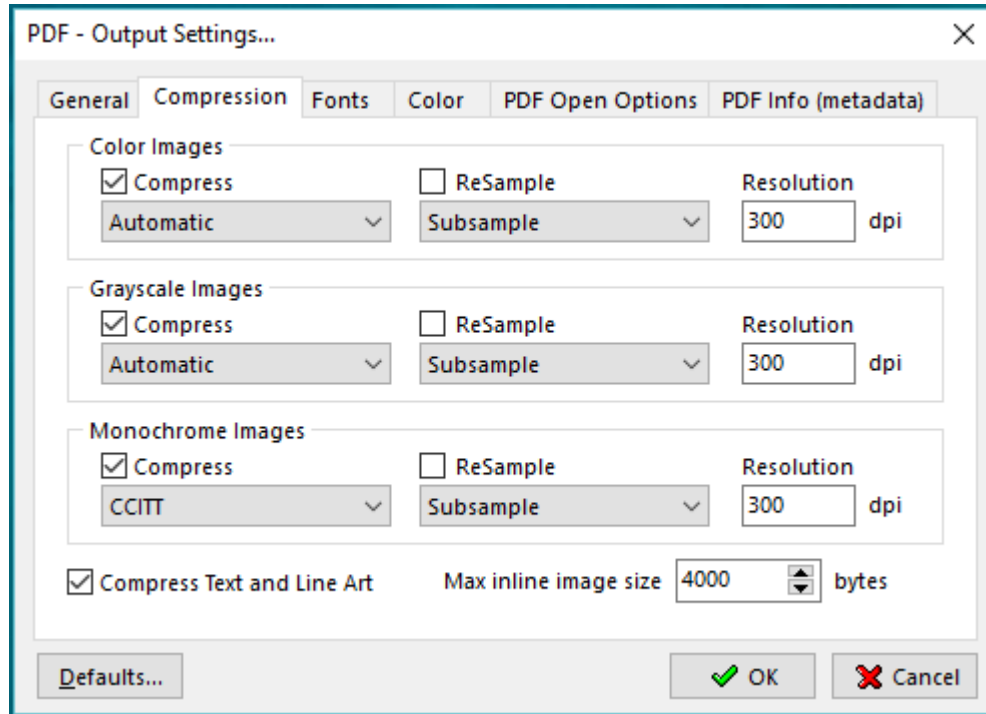 PDF - Output Settings...
General Compression Fonts Color PDF Open Options PDF Info (metadata)
Color Images
Compress ReSample Resolution
Automatic Subsample 300 dpi
Grayscale Images
Compress ReSample Resolution
Automatic Subsample 300 dpi
Monochrome Images
Compress ReSample Resolution
CCITT Subsample 300 dpi
Compress Text and Line Art Max inline image size 4000 bytes
Defaults... OK Cancel